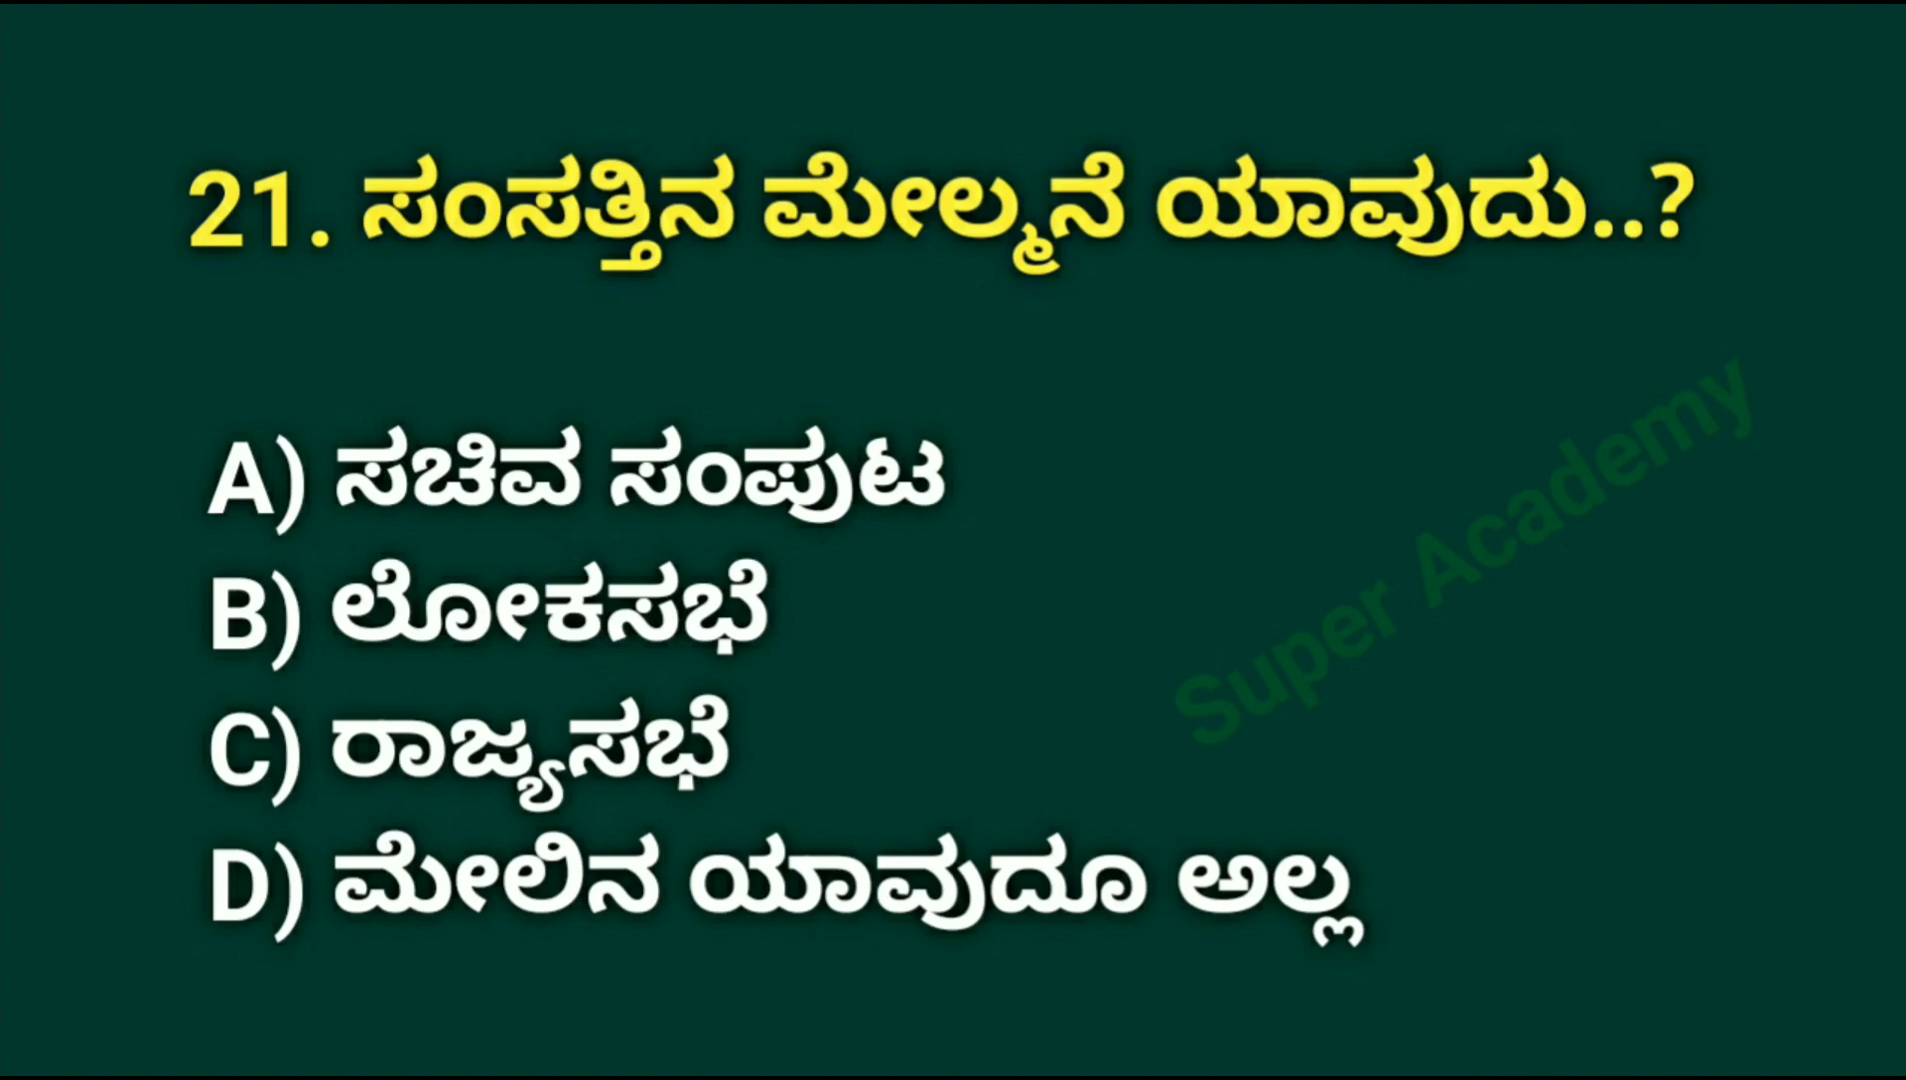 21. ಸಂಸತ್ತಿನ ಮೇಲ್ಮನೆ ಯಾವುದು..?
A) ಸಚಿವ ಸಂಪುಟ
B) ಲೋಕಸಭೆ
C) ರಾಜ್ಯಸಭೆ
D) ಮೇಲಿನ ಯಾವುದೂ ಅಲ್ಲ
Super Academy